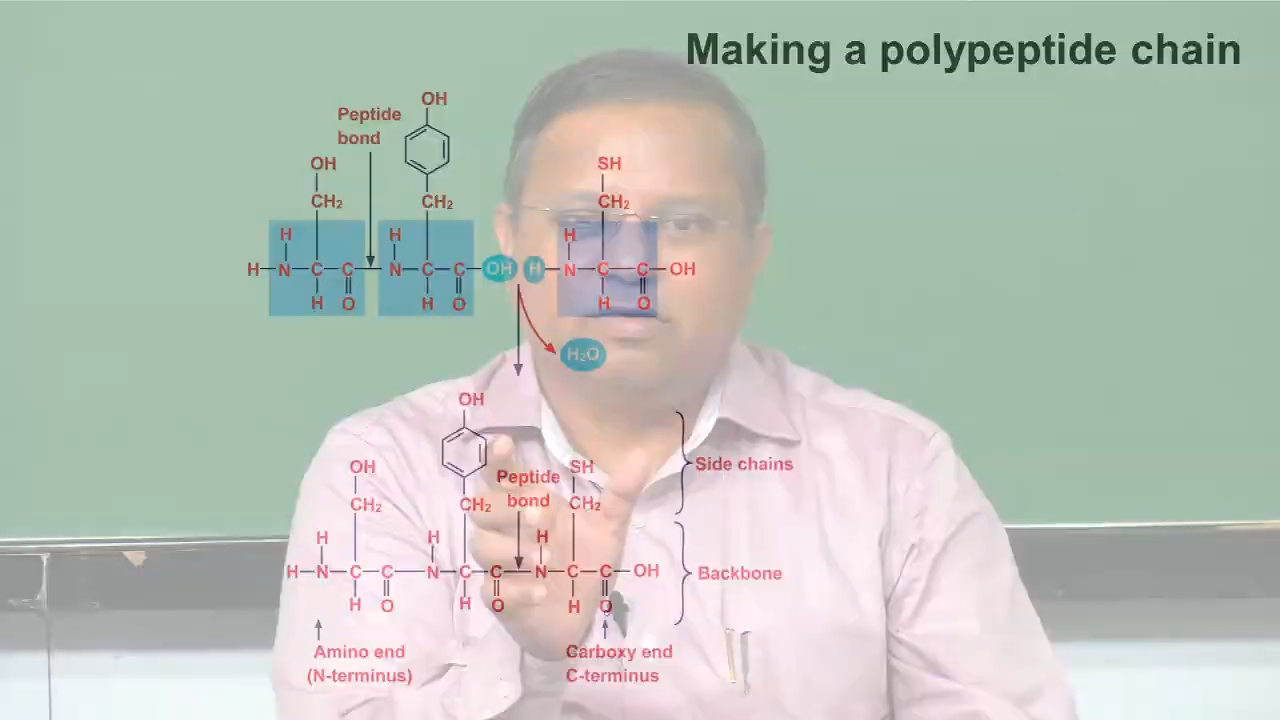 Making a polypeptide chain
OH
Peptide
bond
OH
SH
CH₂
CH₂
CH₂
H
H
H
H N C C N C C OH H N C C OH
H O H O H O
H₂O
OH
OH
SH
Side chains
Peptide
bond
CH₂
CH₂
CH₂
H
H
H
H N C C N C C N C C OH
Backbone
H O H O H O
Amino end
(N-terminus)
Carboxy end
C-terminus